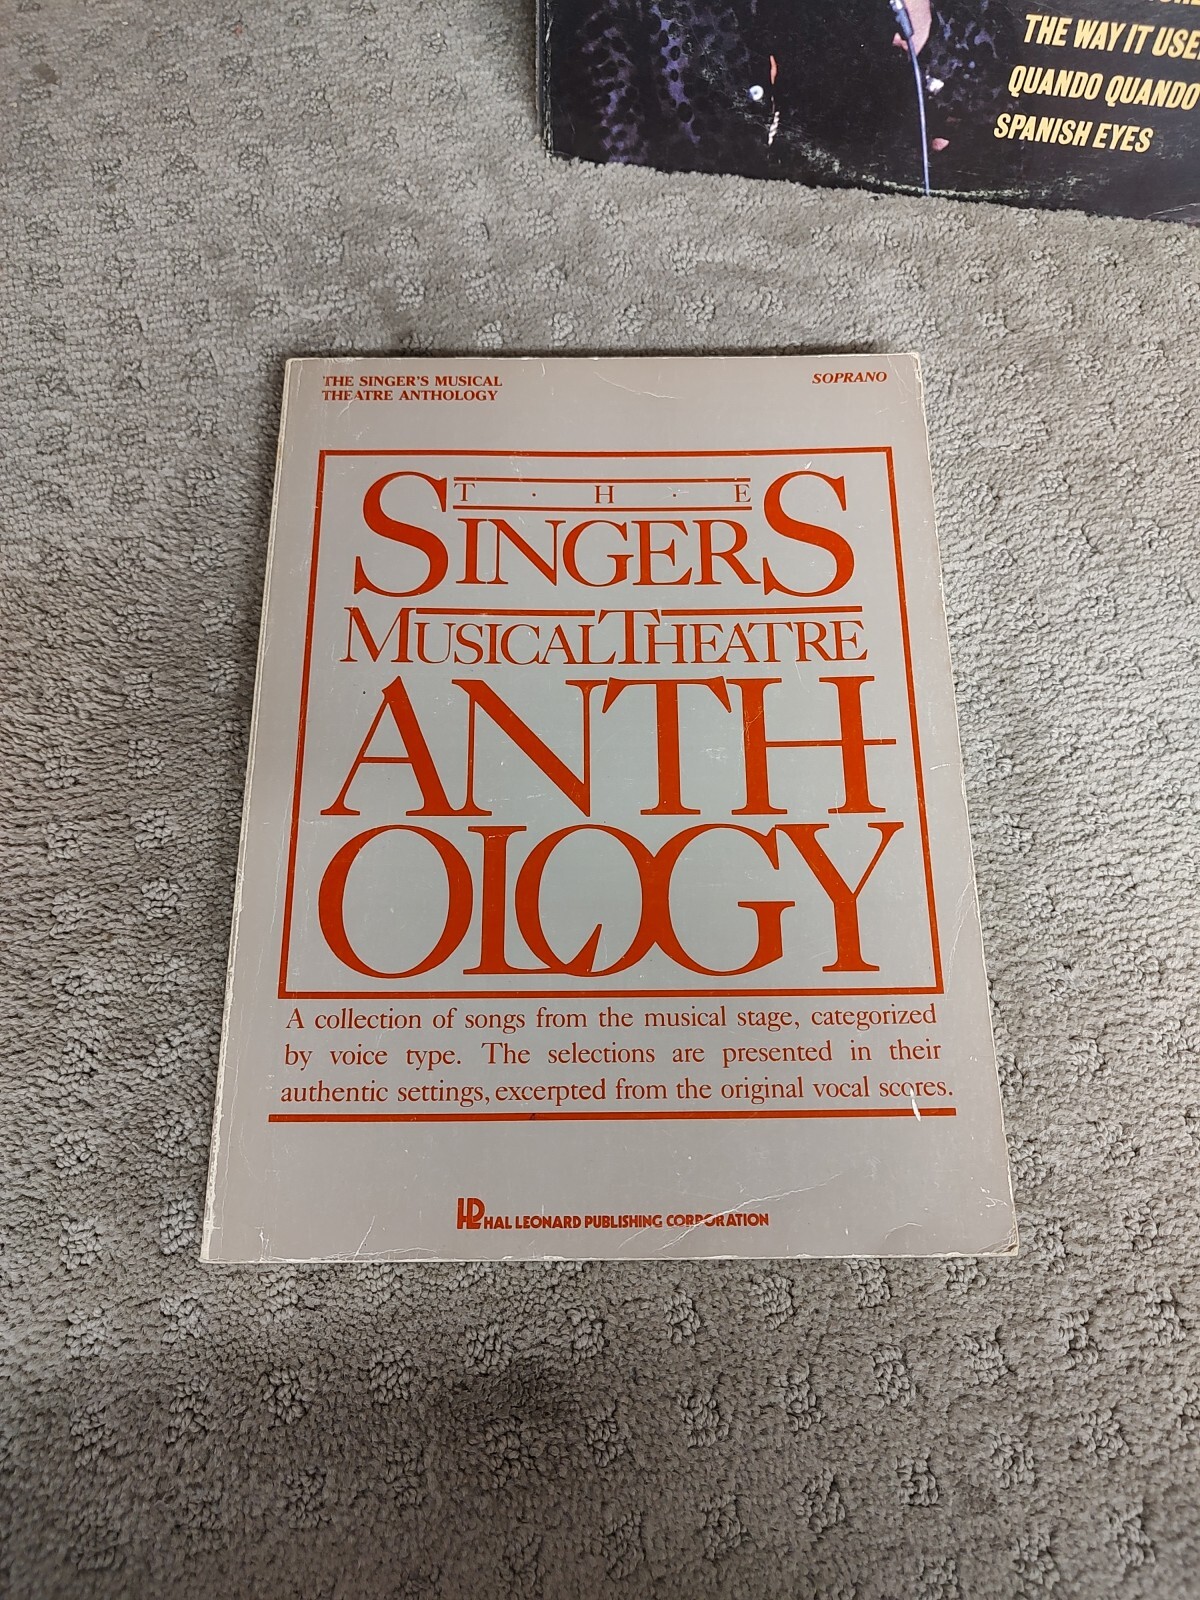 THE WAY IT USE
QUANDO QUANDO
SPANISH EYES
THE SINGER'S MUSICAL
THEATRE ANTHOLOGY
SOPRANO
T · H · E
SINGERS
MUSICAL THEATRE
ANTH
OLOGY
A collection of songs from the musical stage, categorized
by voice type. The selections are presented in their
authentic settings, excerpted from the original vocal scores.
HL HAL LEONARD PUBLISHING CORPORATION